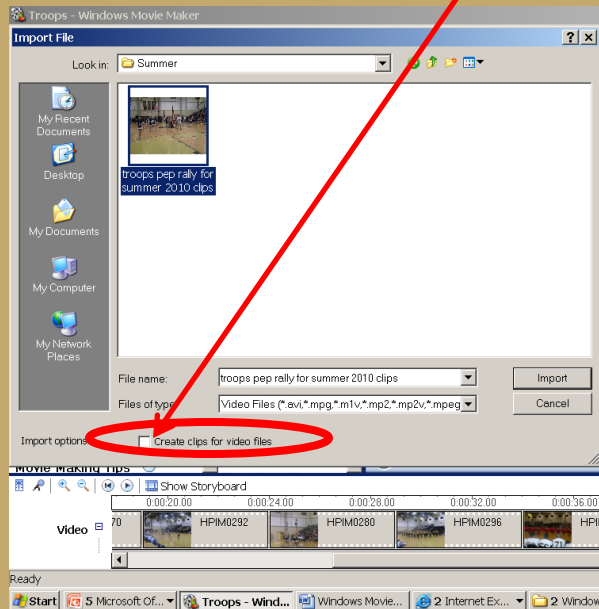 Troops - Windows Movie Maker
Import File
Look in: Summer
My Recent
Documents
Desktop
My Documents
My Computer
My Network
Places
troops pep rally for
summer 2010 clips
File name: troops pep rally for summer 2010 clips Import
Files of type: Video Files (*.avi,*.mpg,*.m1v,*.mp2,*.mp2v,*.mpeg Cancel
Import options Create clips for video files
Movie Making Tips
Show Storyboard
0:00:20.00 0:00:24.00 0:00:28.00 0:00:32.00 0:00:36.00
Video 70 HPIM0292 HPIM0280 HPIM0296 HPI
Ready
Start 5 Microsoft Of... Troops - Wind... Windows Movie... 2 Internet Ex... 2 Window